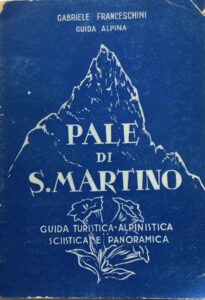 GABRIELE FRANCESCHINI
GUIDA ALPINA
PALE
DI
S. MARTINO
GUIDA TURISTICA-ALPINISTICA
SCIISTICA E PANORAMICA